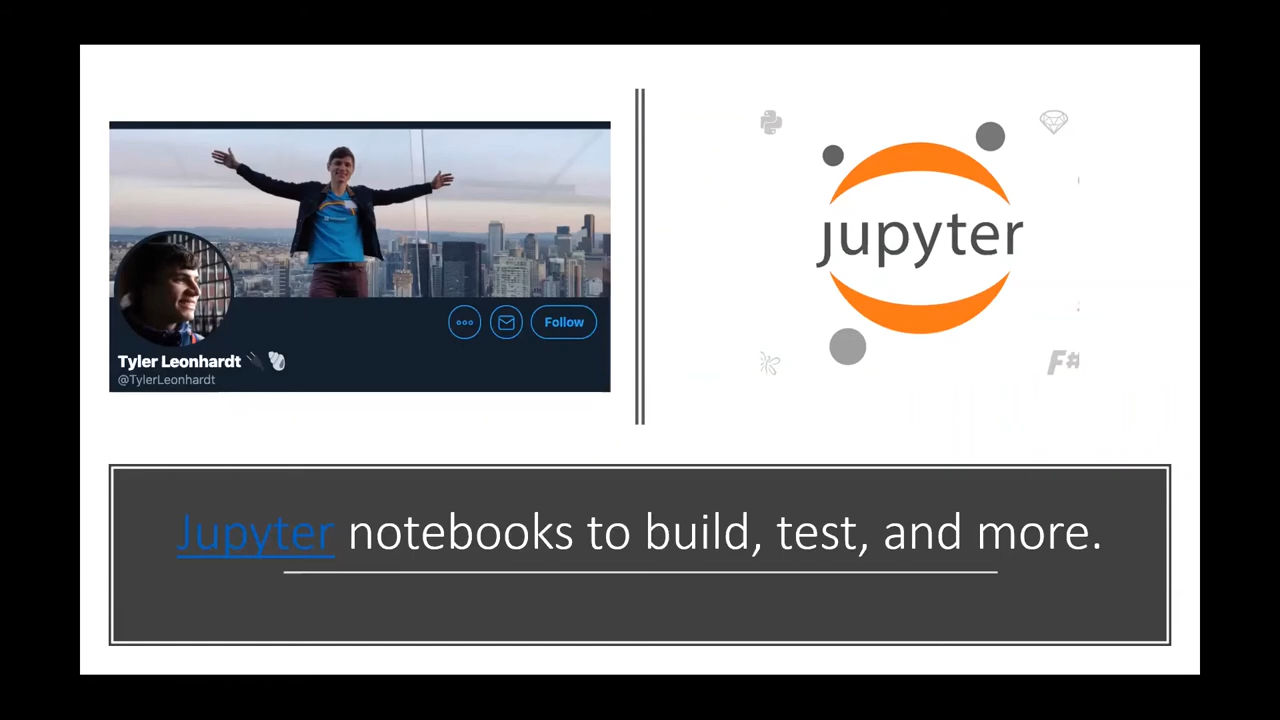 Follow
Tyler Leonhardt
@TylerLeonhardt
jupyter
F#
Jupyter notebooks to build, test, and more.